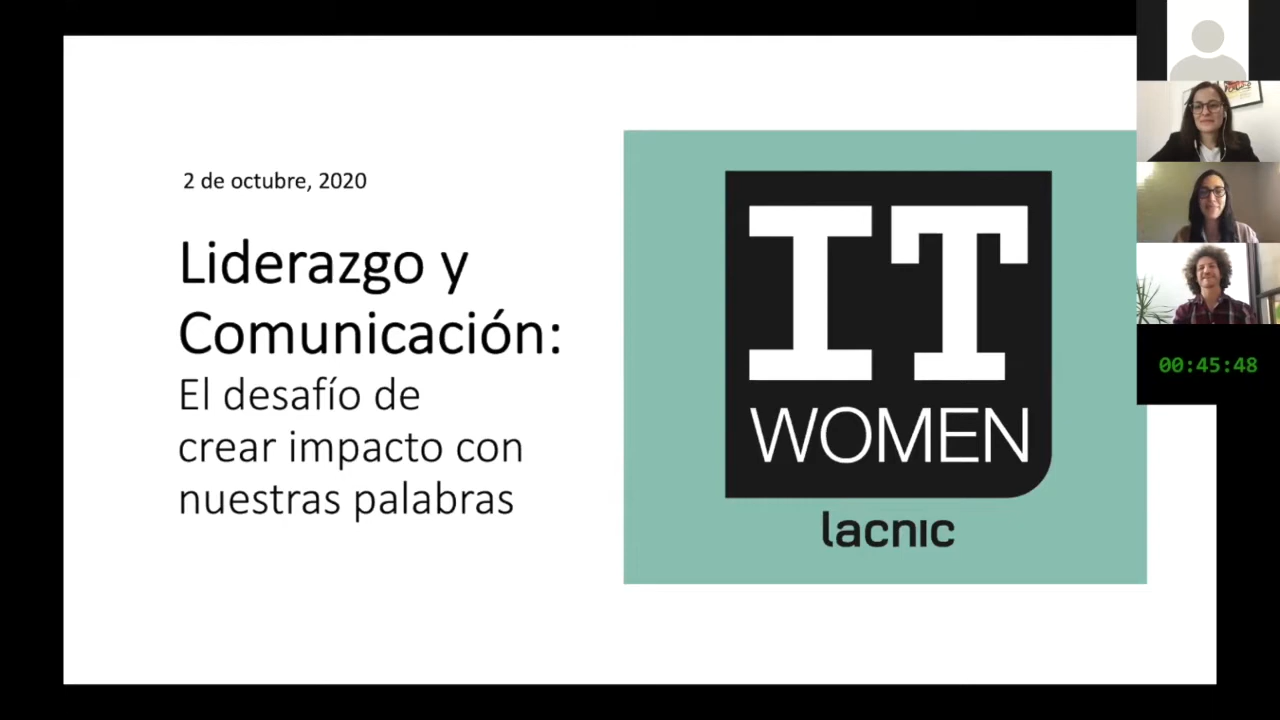 2 de octubre, 2020
Liderazgo y
Comunicación:
El desafío de
crear impacto con
nuestras palabras
IT
WOMEN
lacnic
00:45:48